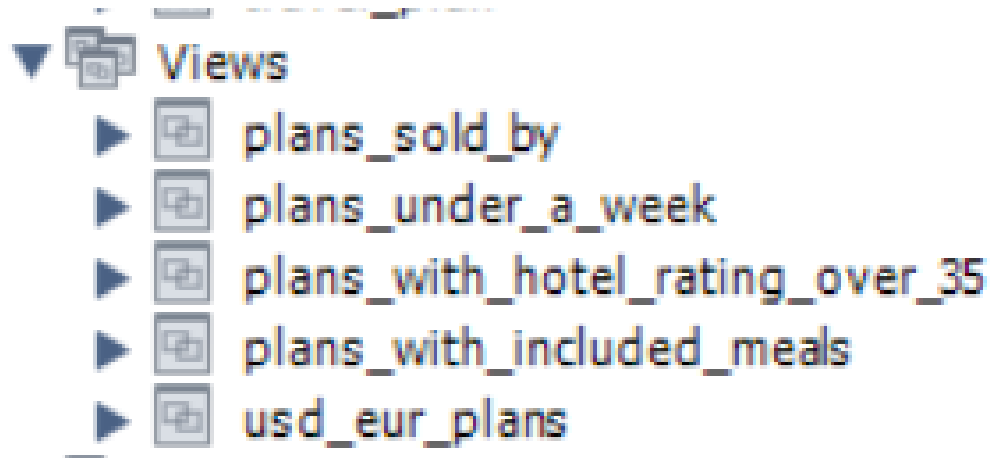 Views
plans_sold_by
plans_under_a_week
plans_with_hotel_rating_over_35
plans_with_included_meals
usd_eur_plans